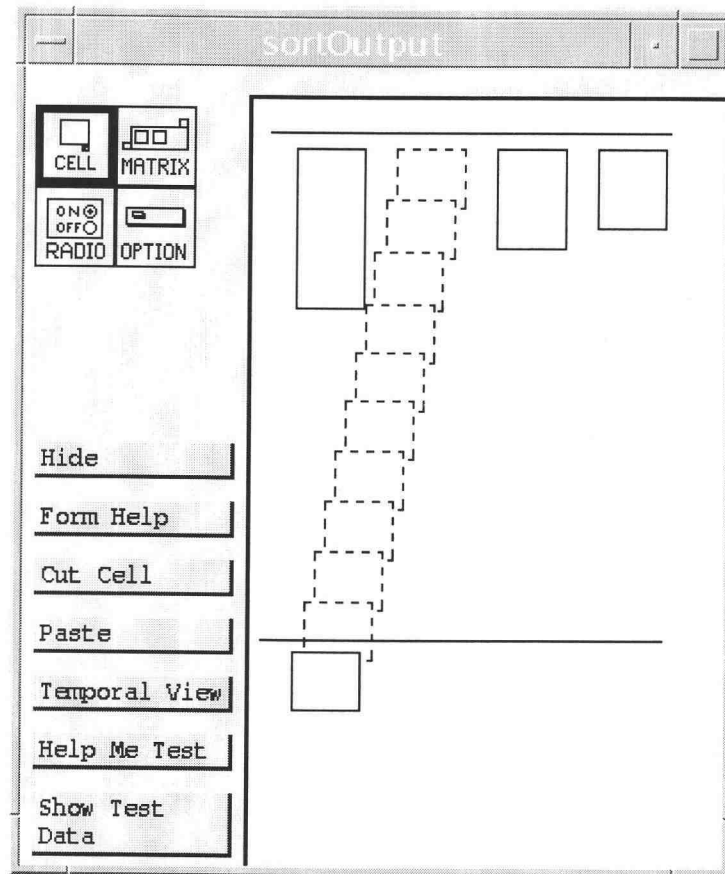 sortOutput
CELL MATRIX
ON
OFF
RADIO OPTION
Hide
Form Help
Cut Cell
Paste
Temporal View
Help Me Test
Show Test
Data